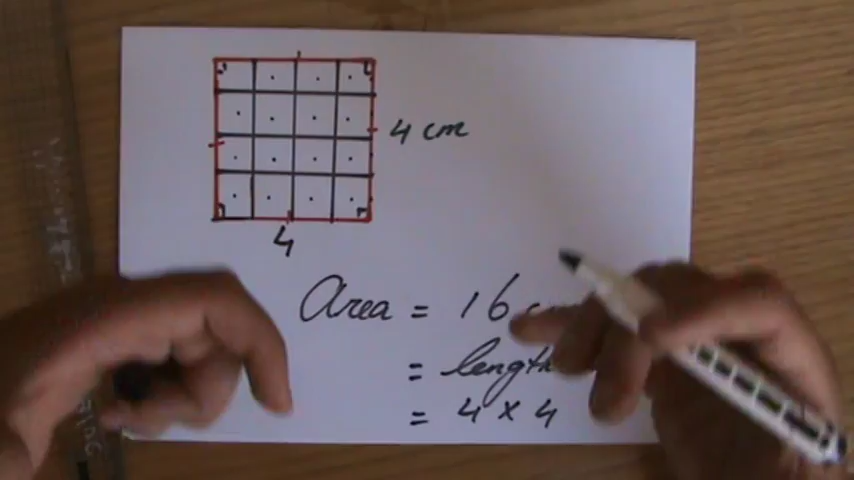 4 cm
4
Area = 16
= length
= 4 × 4